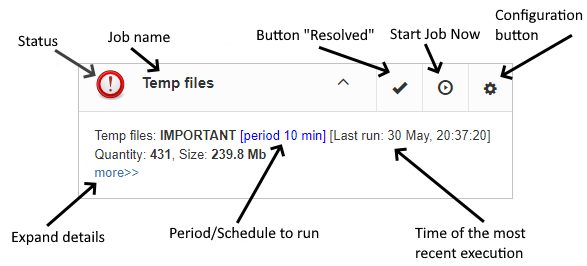 Configuration
button
Status
Job name
Button "Resolved"
Start Job Now
Temp files
Temp files: IMPORTANT [period 10 min] [Last run: 30 May, 20:37:20]
Quantity: 431, Size: 239.8 Mb
more>>
Expand details
Period/Schedule to run
Time of the most
recent execution